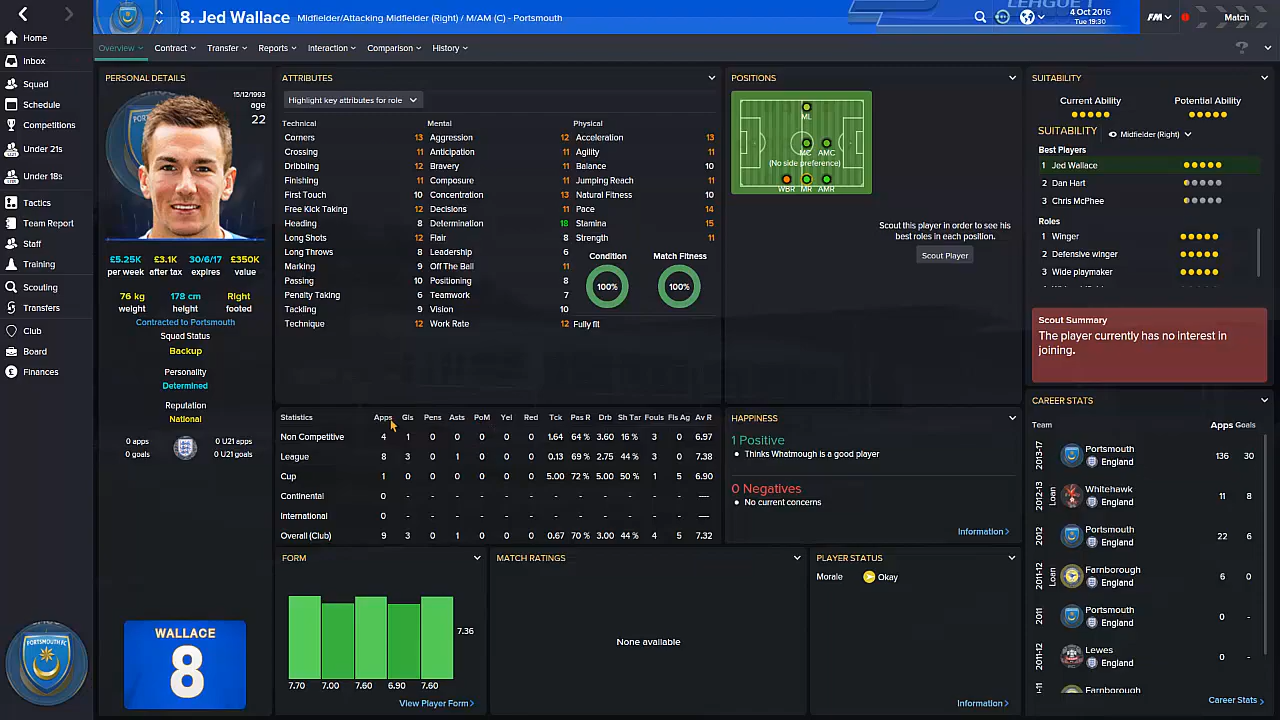 8. Jed Wallace
Midfielder/Attacking Midfielder (Right) / M/AM (C) - Portsmouth
4 Oct 2016
Tue 19:30
FM
Match
Home
Inbox
Squad
Schedule
Competitions
Under 21s
Under 18s
Tactics
Team Report
Staff
Training
Scouting
Transfers
Club
Board
Finances
Overview
Contract
Transfer
Reports
Interaction
Comparison
History
PERSONAL DETAILS
15/12/1993
age
22
£5.25K £3.1K 30/6/17 £350K
per week after tax expires value
76 kg 178 cm Right
weight height footed
Contracted to Portsmouth
Squad Status
Backup
Personality
Determined
Reputation
National
0 apps 0 U21 apps
0 goals 0 U21 goals
WALLACE
8
PORTSMOUTH FC
ATTRIBUTES
Highlight key attributes for role
Technical Mental Physical
Corners 13 Aggression 12 Acceleration 13
Crossing 11 Anticipation 11 Agility 11
Dribbling 12 Bravery 11 Balance 10
Finishing 11 Composure 11 Jumping Reach 11
First Touch 10 Concentration 13 Natural Fitness 10
Free Kick Taking 12 Decisions 11 Pace 14
Heading 8 Determination 18 Stamina 15
Long Shots 12 Flair 8 Strength 11
Long Throws 8 Leadership 6
Marking 9 Off The Ball 11
Passing 10 Positioning 8
Penalty Taking 6 Teamwork 7
Tackling 9 Vision 10
Technique 12 Work Rate 12
Condition Match Fitness
100% 100%
Fully fit
POSITIONS
ML
MC AMC
(No side preference)
WBR MR AMR
Scout this player in order to see his
best roles in each position.
Scout Player
SUITABILITY
Current Ability Potential Ability
SUITABILITY Midfielder (Right)
Best Players
1 Jed Wallace
2 Dan Hart
3 Chris McPhee
Roles
1 Winger
2 Defensive winger
3 Wide playmaker
Scout Summary
The player currently has no interest in
joining.
Statistics Apps Gls Pens Asts PoM Yel Red Tck Pas R Drb Sh Tar Fouls Fls Ag Av R
Non Competitive 4 1 0 0 0 0 0 1.64 64 % 3.60 16 % 3 0 6.97
League 8 3 0 1 0 0 0 0.13 69 % 2.75 44 % 3 0 7.38
Cup 1 0 0 0 0 0 0 5.00 72 % 5.00 50 % 1 5 6.90
Continental 0 - - - - - - - - - - - - ---
International 0 - - - - - - - - - - - - ---
Overall (Club) 9 3 0 1 0 0 0 0.67 70 % 3.00 44 % 4 5 7.32
HAPPINESS
1 Positive
• Thinks Whatmough is a good player
0 Negatives
• No current concerns
Information
CAREER STATS
Team Apps Goals
2013-17 Portsmouth England 136 30
2012-13 Loan Whitehawk England 11 8
2012 Portsmouth England 22 6
2011-12 Loan Farnborough England 6 0
2011 Portsmouth England 0 -
2011-12 Lewes England 0 -
-11 Farnborough
Career Stats
FORM
7.36
7.70 7.00 7.60 6.90 7.60
View Player Form
MATCH RATINGS
None available
PLAYER STATUS
Morale Okay
Information